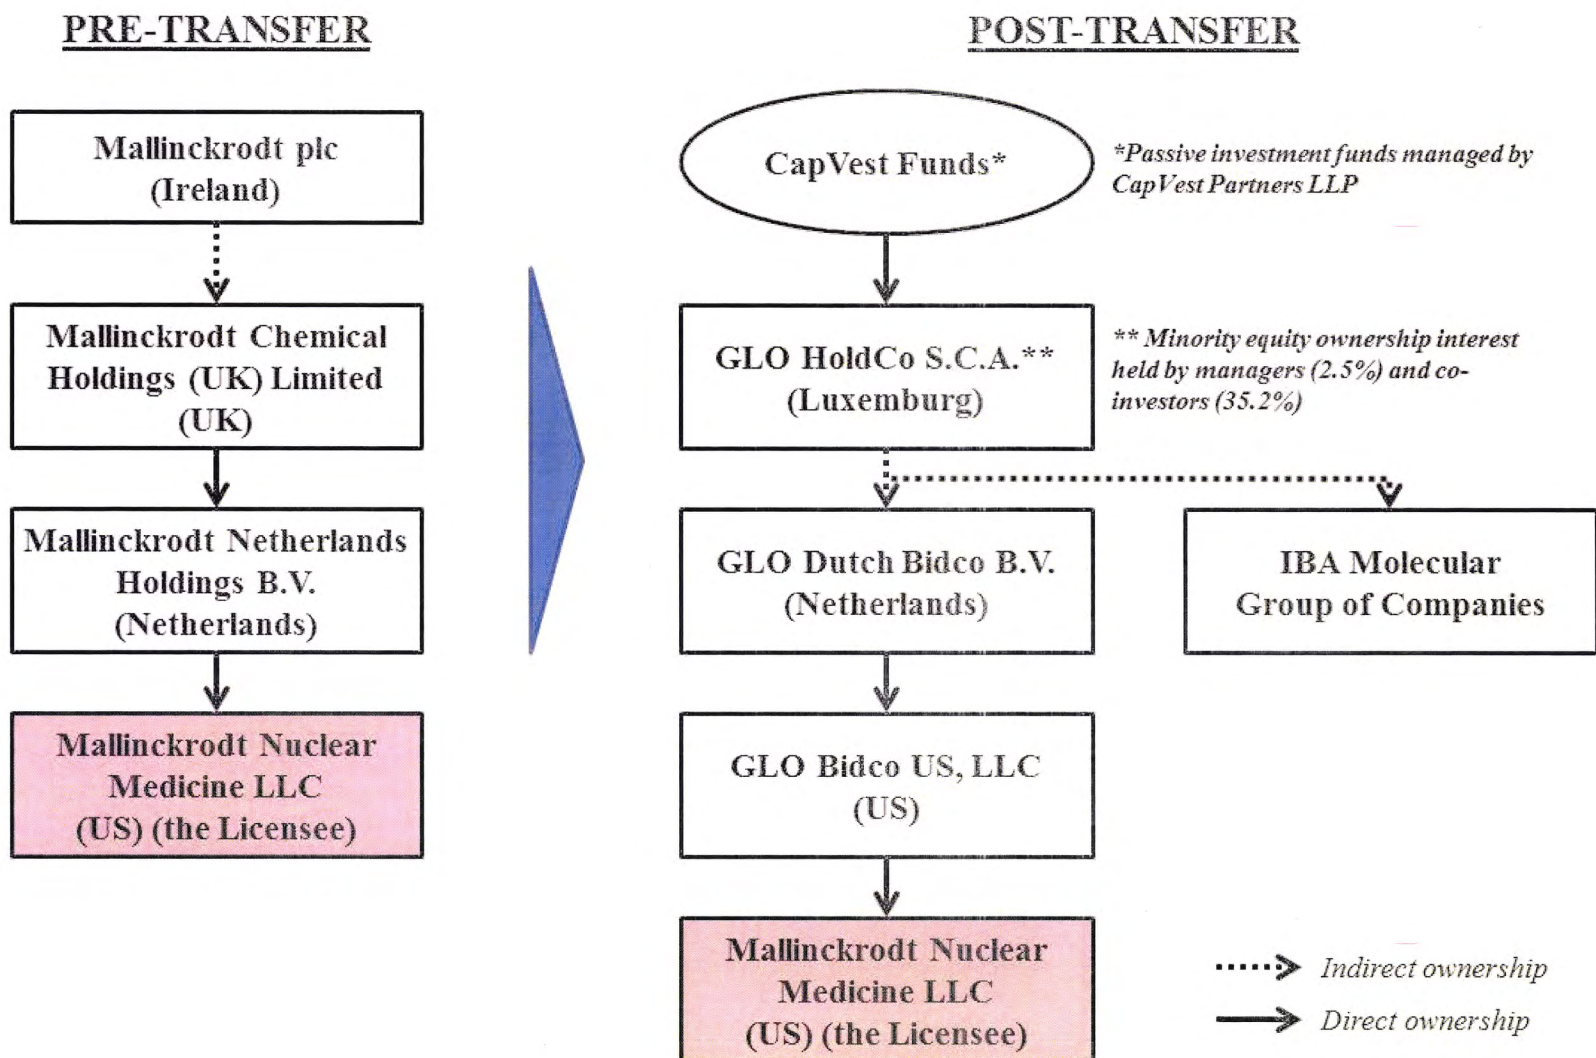 PRE-TRANSFER
Mallinckrodt plc
(Ireland)
Mallinckrodt Chemical
Holdings (UK) Limited
(UK)
Mallinckrodt Netherlands
Holdings B.V.
(Netherlands)
Mallinckrodt Nuclear
Medicine LLC
(US) (the Licensee)
POST-TRANSFER
CapVest Funds*
*Passive investment funds managed by
CapVest Partners LLP
GLO HoldCo S.C.A.**
(Luxemburg)
** Minority equity ownership interest
held by managers (2.5%) and co-
investors (35.2%)
GLO Dutch Bidco B.V.
(Netherlands)
IBA Molecular
Group of Companies
GLO Bidco US, LLC
(US)
Mallinckrodt Nuclear
Medicine LLC
(US) (the Licensee)
Indirect ownership
Direct ownership